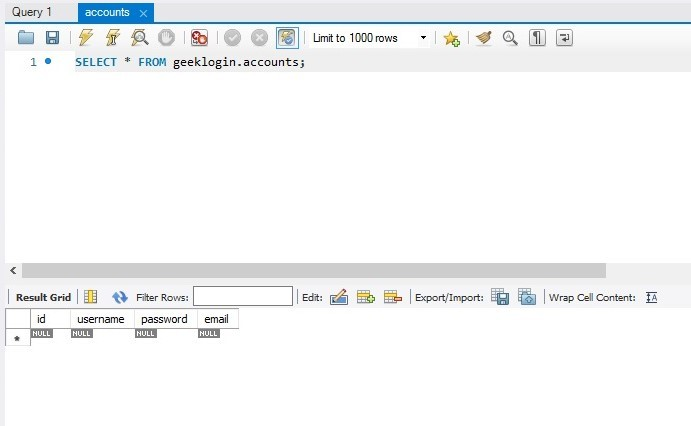 Query 1 accounts
Limit to 1000 rows
1 SELECT * FROM geeklogin.accounts;
Result Grid Filter Rows: Edit: Export/Import: Wrap Cell Content: IA
id username password email
NULL NULL NULL NULL